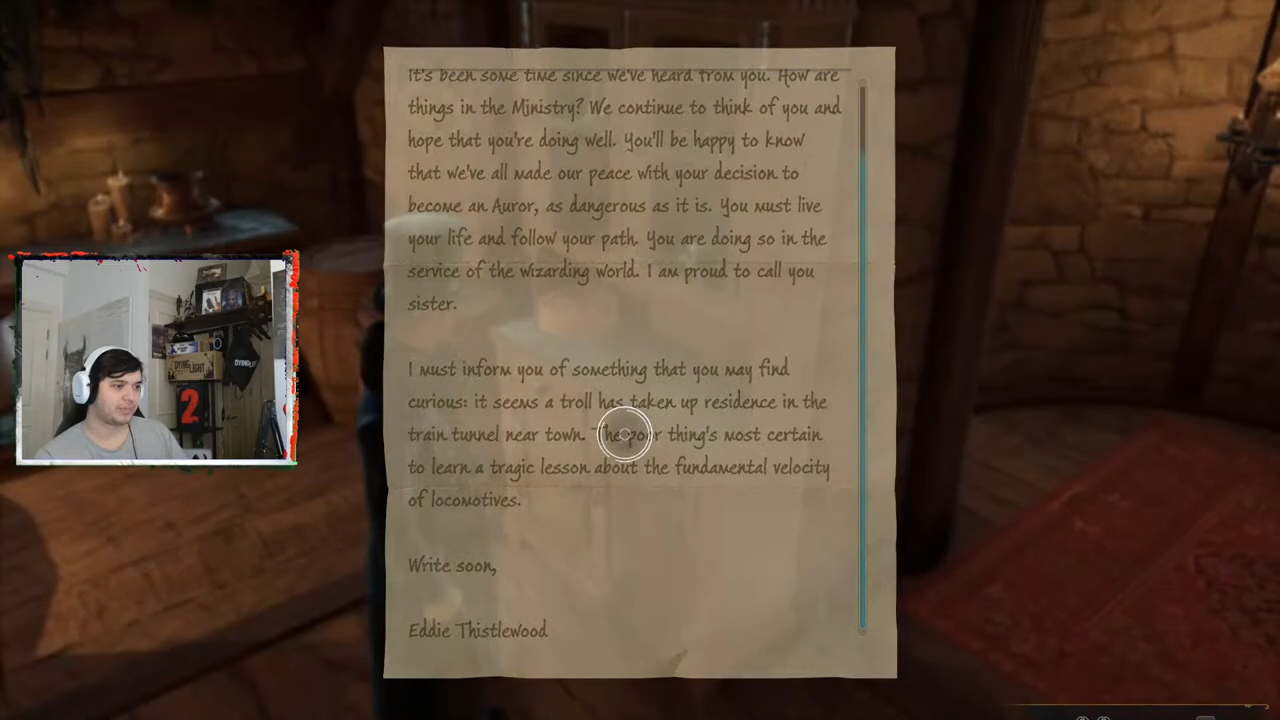 It's been some time since we've heard from you. How are
things in the Ministry? We continue to think of you and
hope that you're doing well. You'll be happy to know
that we've all made our peace with your decision to
become an Auror, as dangerous as it is. You must live
your life and follow your path. You are doing so in the
service of the wizarding world. I am proud to call you
sister.
I must inform you of something that you may find
curious: it seems a troll has taken up residence in the
train tunnel near town. The poor thing's most certain
to learn a tragic lesson about the fundamental velocity
of locomotives.
Write soon,
Eddie Thistlewood
DYING LIGHT
2
DYING LIGHT